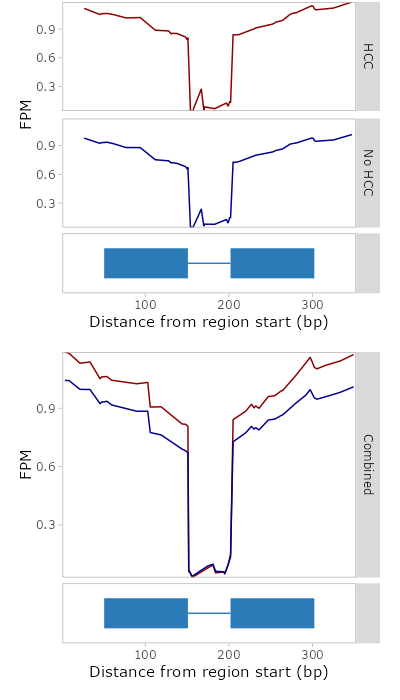 0.9
0.6
0.3
HCC
FPM
0.9
0.6
0.3
No HCC
100
200
300
Distance from region start (bp)
0.9
0.6
0.3
FPM
Combined
100
200
300
Distance from region start (bp)